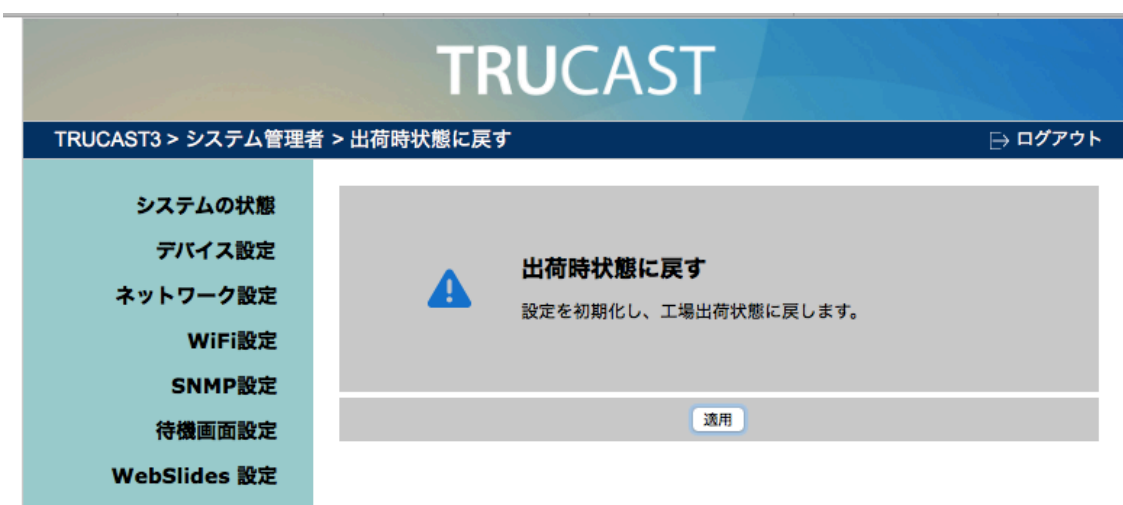 TRUCAST
TRUCAST3 > システム管理者 > 出荷時状態に戻す
ログアウト
システムの状態
デバイス設定
ネットワーク設定
WiFi設定
SNMP設定
待機画面設定
WebSlides 設定
出荷時状態に戻す
設定を初期化し、工場出荷状態に戻します。
適用